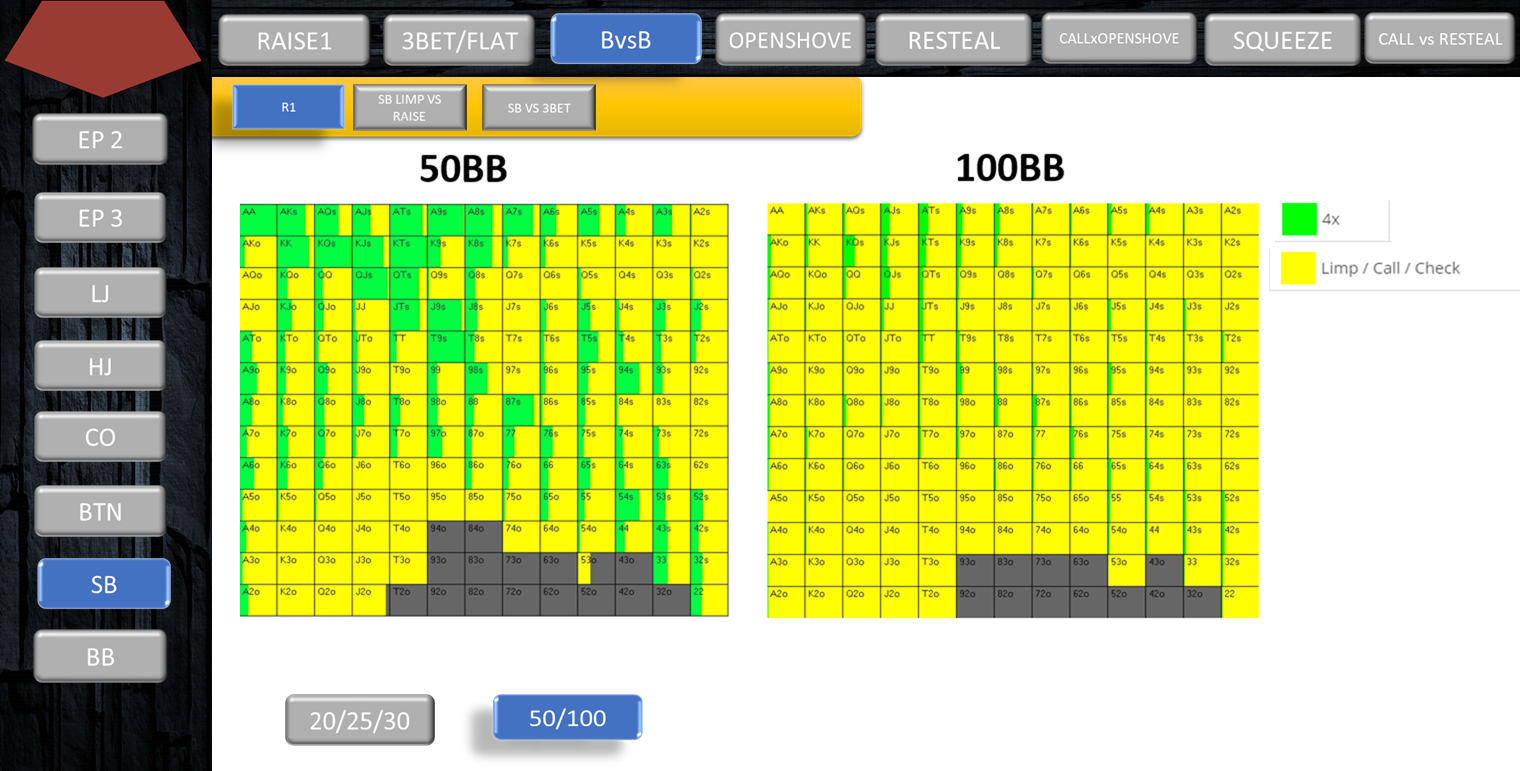 RAISE1 3BET/FLAT BvsB OPENSHOVE RESTEAL CALLxOPENSHOVE SQUEEZE CALL vs RESTEAL
R1 SB LIMP VS RAISE SB VS 3BET
EP 2
EP 3
LJ
HJ
CO
BTN
SB
BB
50BB
AA AKs AQs AJs ATs A9s A8s A7s A6s A5s A4s A3s A2s
AKo KK KQs KJs KTs K9s K8s K7s K6s K5s K4s K3s K2s
AQo KQo QQ QJs QTs Q9s Q8s Q7s Q6s Q5s Q4s Q3s Q2s
AJo KJo QJo JJ JTs J9s J8s J7s J6s J5s J4s J3s J2s
ATo KTo QTo JTo TT T9s T8s T7s T6s T5s T4s T3s T2s
A9o K9o Q9o J9o T9o 99 98s 97s 96s 95s 94s 93s 92s
A8o K8o Q8o J8o T8o 98o 88 87s 86s 85s 84s 83s 82s
A7o K7o Q7o J7o T7o 97o 87o 77 76s 75s 74s 73s 72s
A6o K6o Q6o J6o T6o 96o 86o 76o 66 65s 64s 63s 62s
A5o K5o Q5o J5o T5o 95o 85o 75o 65o 55 54s 53s 52s
A4o K4o Q4o J4o T4o 94o 84o 74o 64o 54o 44 43s 42s
A3o K3o Q3o J3o T3o 93o 83o 73o 63o 53o 43o 33 32s
A2o K2o Q2o J2o T2o 92o 82o 72o 62o 52o 42o 32o 22
100BB
AA AKs AQs AJs ATs A9s A8s A7s A6s A5s A4s A3s A2s
AKo KK KQs KJs KTs K9s K8s K7s K6s K5s K4s K3s K2s
AQo KQo QQ QJs QTs Q9s Q8s Q7s Q6s Q5s Q4s Q3s Q2s
AJo KJo QJo JJ JTs J9s J8s J7s J6s J5s J4s J3s J2s
ATo KTo QTo JTo TT T9s T8s T7s T6s T5s T4s T3s T2s
A9o K9o Q9o J9o T9o 99 98s 97s 96s 95s 94s 93s 92s
A8o K8o Q8o J8o T8o 98o 88 87s 86s 85s 84s 83s 82s
A7o K7o Q7o J7o T7o 97o 87o 77 76s 75s 74s 73s 72s
A6o K6o Q6o J6o T6o 96o 86o 76o 66 65s 64s 63s 62s
A5o K5o Q5o J5o T5o 95o 85o 75o 65o 55 54s 53s 52s
A4o K4o Q4o J4o T4o 94o 84o 74o 64o 54o 44 43s 42s
A3o K3o Q3o J3o T3o 93o 83o 73o 63o 53o 43o 33 32s
A2o K2o Q2o J2o T2o 92o 82o 72o 62o 52o 42o 32o 22
4x
Limp / Call / Check
20/25/30 50/100